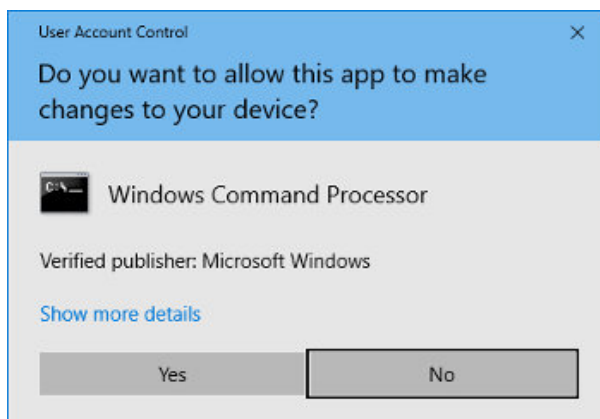 User Account Control
Do you want to allow this app to make
changes to your device?
C:\_
Windows Command Processor
Verified publisher: Microsoft Windows
Show more details
Yes
No